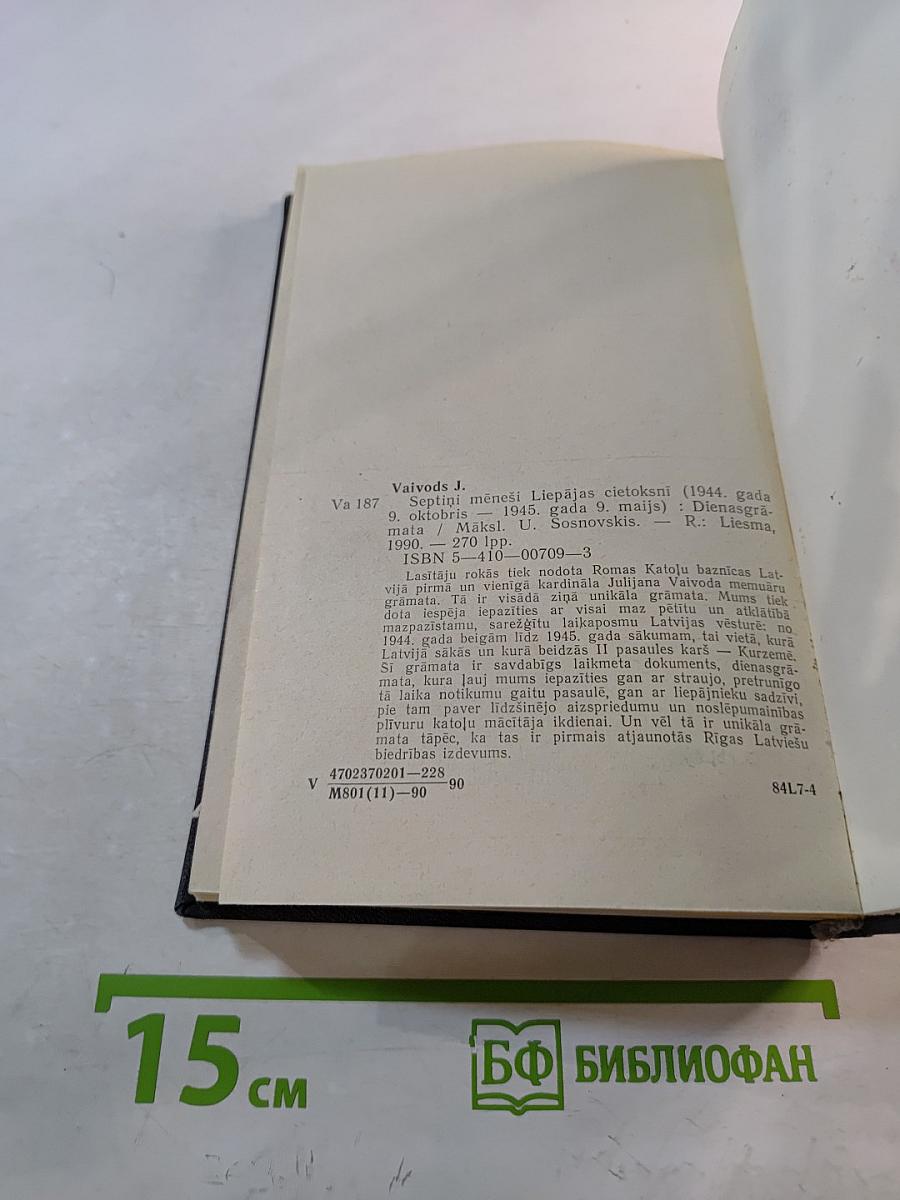 Vaivods J.
Va 187 Septiņi mēneši Liepājas cietoksnī (1944. gada
9. oktobris — 1945. gada 9. maijs) : Dienasgrā-
mata / Māksl. U. Sosnovskis. — R.: Liesma,
1990. — 270 lpp.
ISBN 5—410—00709—3
Lasītāju rokās tiek nodota Romas Katoļu baznīcas Lat-
vijā pirmā un vienīgā kardināla Julijana Vaivoda memuāru
grāmata. Tā ir visādā ziņā unikāla grāmata. Mums tiek
dota iespēja iepazīties ar visai maz pētītu un atklātībā
mazpazīstamu, sarežģītu laikaposmu Latvijas vēsturē: no
1944. gada beigām līdz 1945. gada sākumam, tai vietā, kurā
Latvijā sākās un kurā beidzās II pasaules karš — Kurzemē.
Šī grāmata ir savdabīgs laikmeta dokuments, dienasgrā-
mata, kura ļauj mums iepazīties gan ar straujo, pretrunīgo
tā laika notikumu gaitu pasaulē, gan ar liepājnieku sadzīvi,
pie tam paver līdzšinējo aizspriedumu un noslēpumainības
plīvuru katoļu mācītāja ikdienai. Un vēl tā ir unikāla grā-
mata tāpēc, ka tas ir pirmais atjaunotās Rīgas Latviešu
biedrības izdevums.
V 4702370201—228
M801(11)—90 90
84L7-4
15 см
БФ БИБЛИОФАН